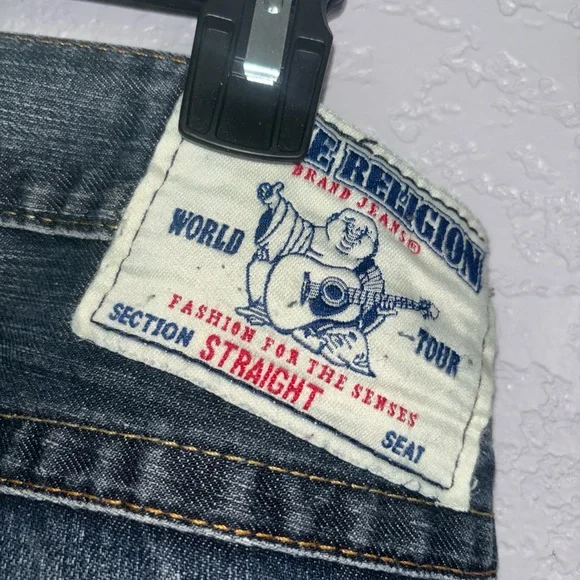 E RELIGION
BRAND JEANS®
WORLD TOUR
FASHION FOR THE SENSES
SECTION STRAIGHT SEAT